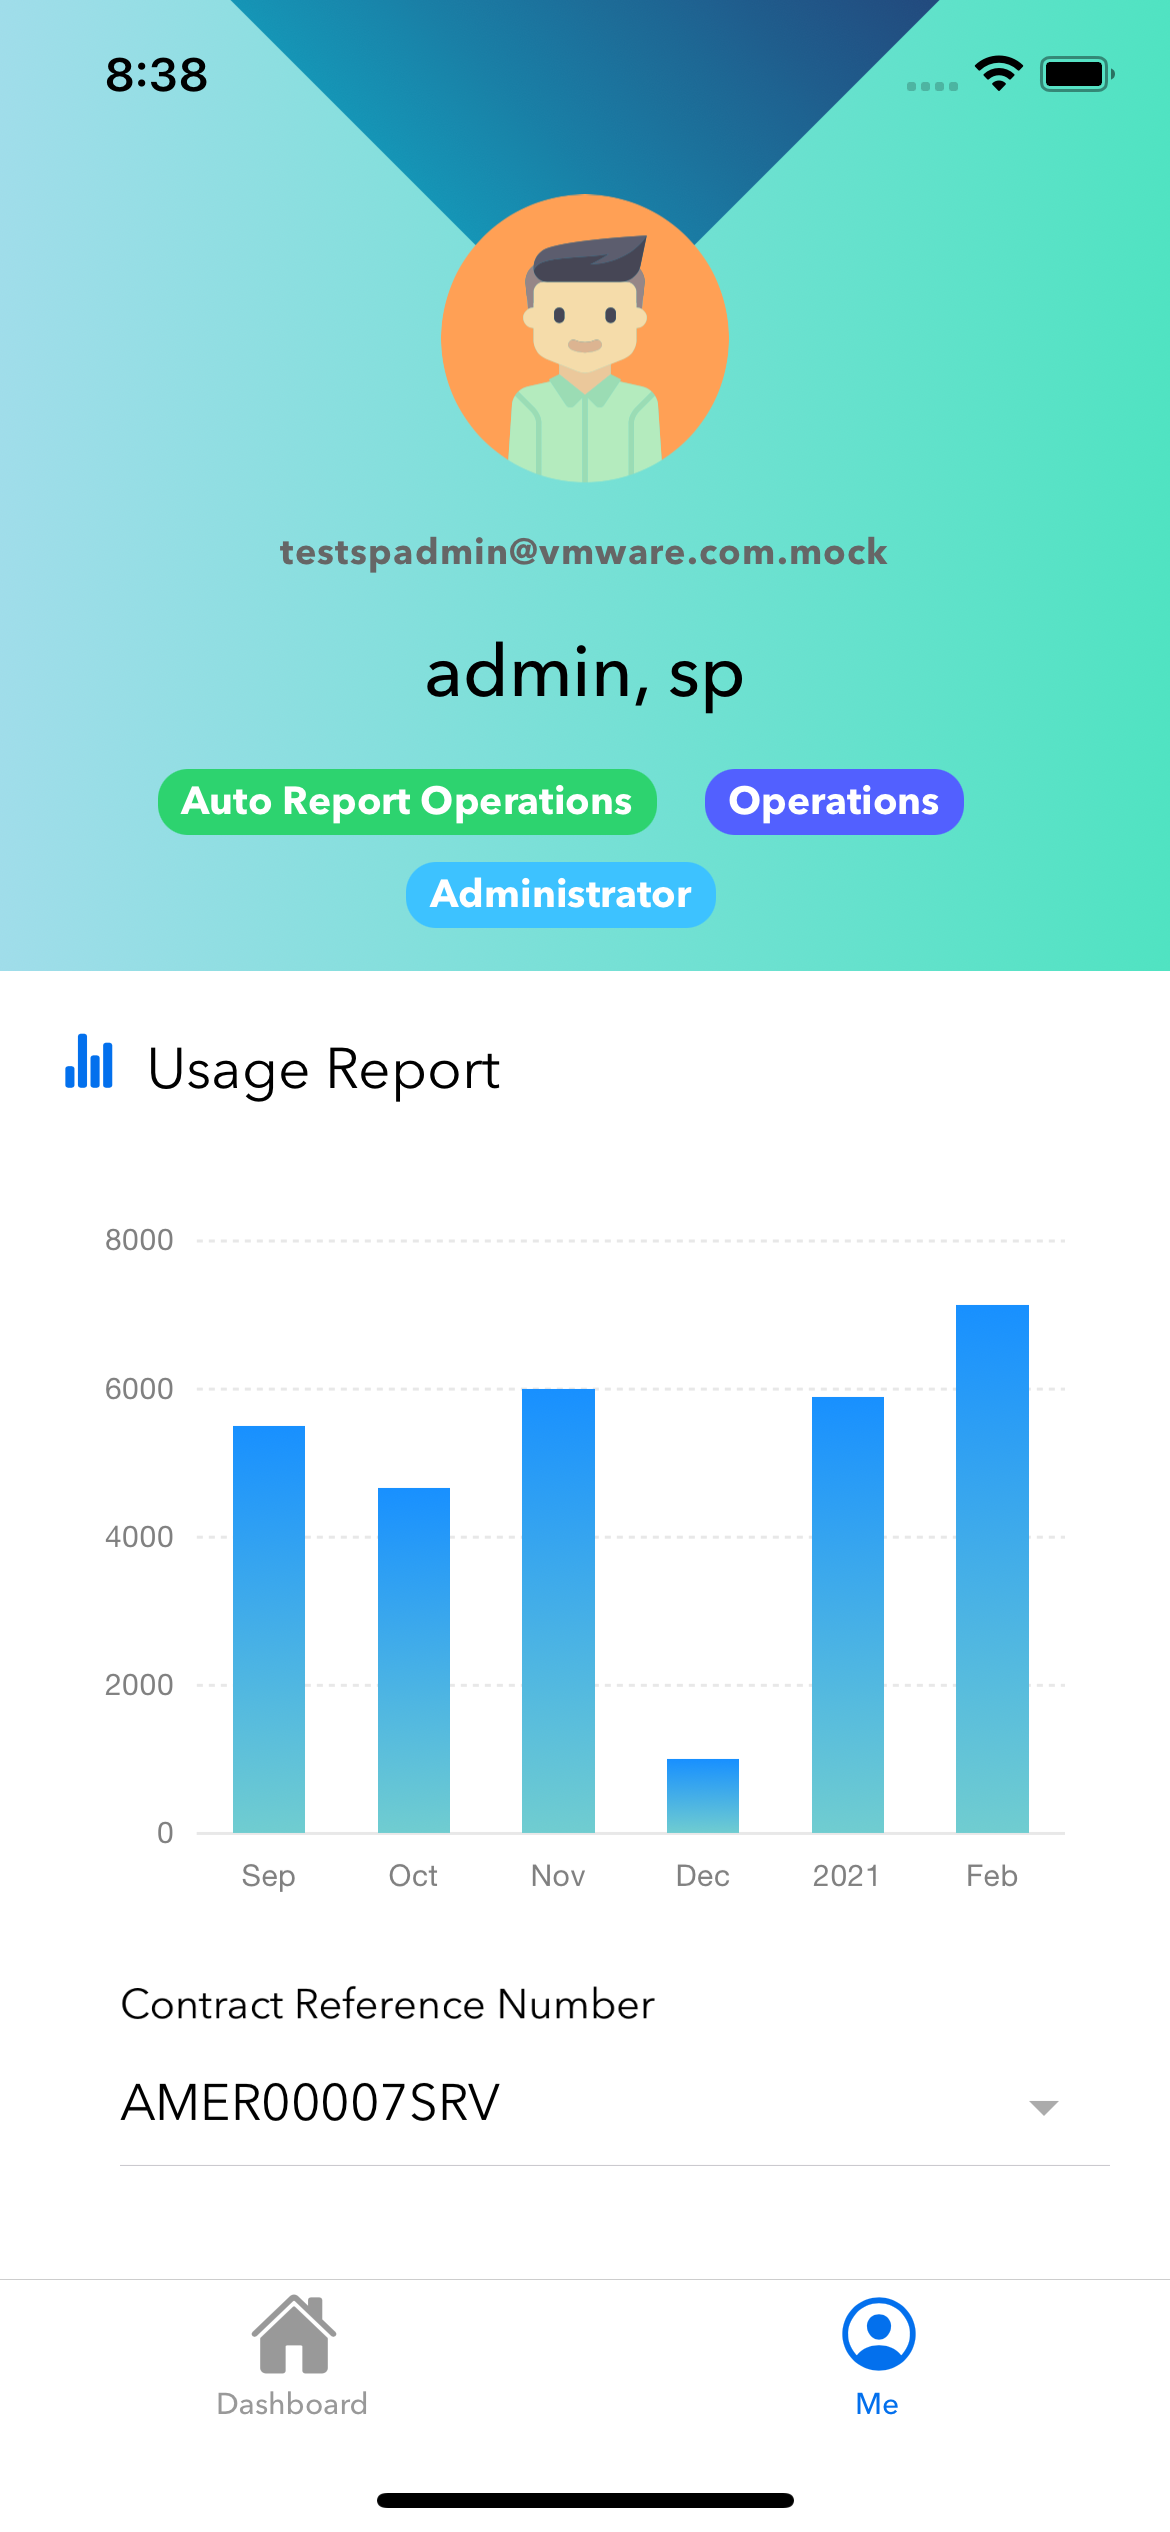 8:38
testspadmin@vmware.com.mock
admin, sp
Auto Report Operations Operations
Administrator
Usage Report
8000
6000
4000
2000
0
Sep Oct Nov Dec 2021 Feb
Contract Reference Number
AMER00007SRV
Dashboard Me